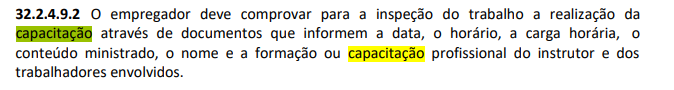 32.2.4.9.2 O empregador deve comprovar para a inspeção do trabalho a realização da
capacitação através de documentos que informem a data, o horário, a carga horária, o
conteúdo ministrado, o nome e a formação ou capacitação profissional do instrutor e dos
trabalhadores envolvidos.